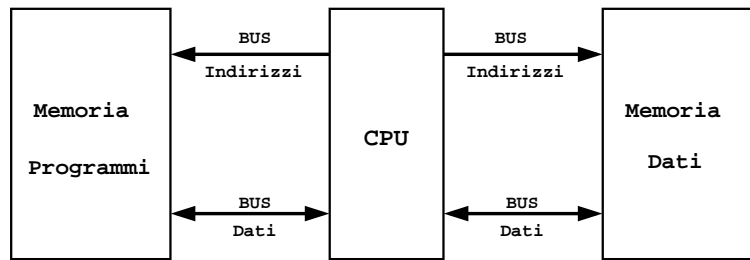 BUS
Indirizzi
BUS
Indirizzi
Memoria
Programmi
CPU
Memoria
Dati
BUS
Dati
BUS
Dati